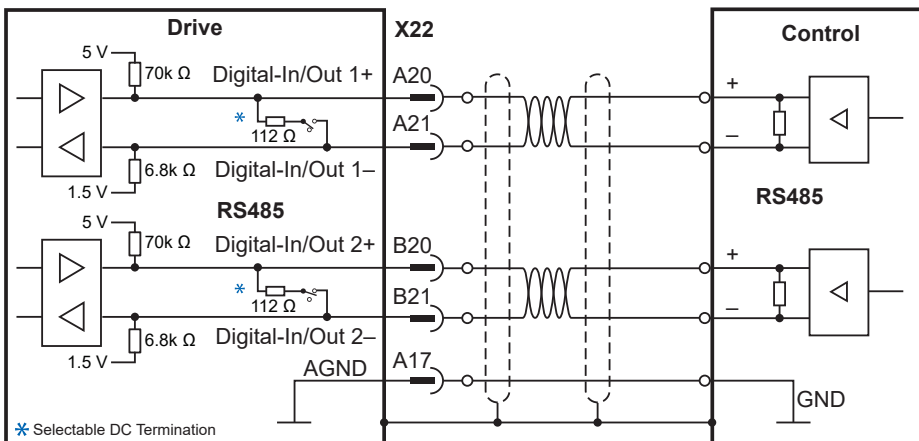 Drive
X22
Control
5 V
70k Ω
Digital-In/Out 1+
A20
+
*
112 Ω
A21
–
6.8k Ω
Digital-In/Out 1–
1.5 V
RS485
RS485
5 V
70k Ω
Digital-In/Out 2+
B20
+
*
112 Ω
B21
–
6.8k Ω
Digital-In/Out 2–
1.5 V
AGND
A17
GND
* Selectable DC Termination